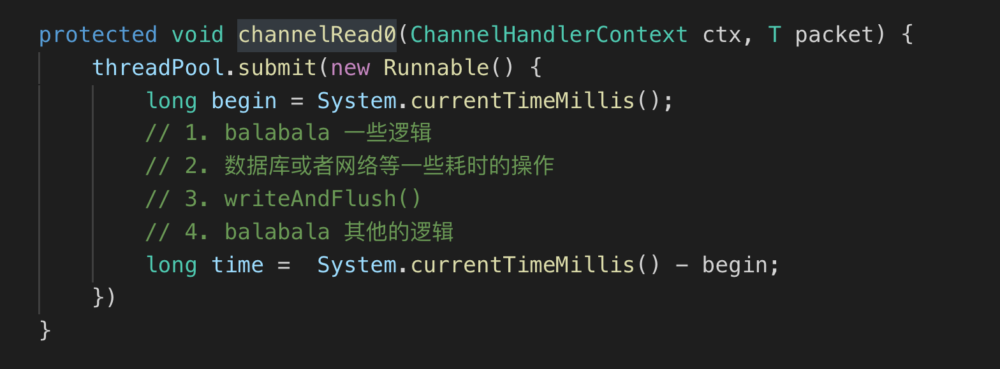 protected void channelRead0(ChannelHandlerContext ctx, T packet) {
    threadPool.submit(new Runnable() {
        long begin = System.currentTimeMillis();
        // 1. balabala 一些逻辑
        // 2. 数据库或者网络等一些耗时的操作
        // 3. writeAndFlush()
        // 4. balabala 其他的逻辑
        long time =  System.currentTimeMillis() - begin;
    })
}